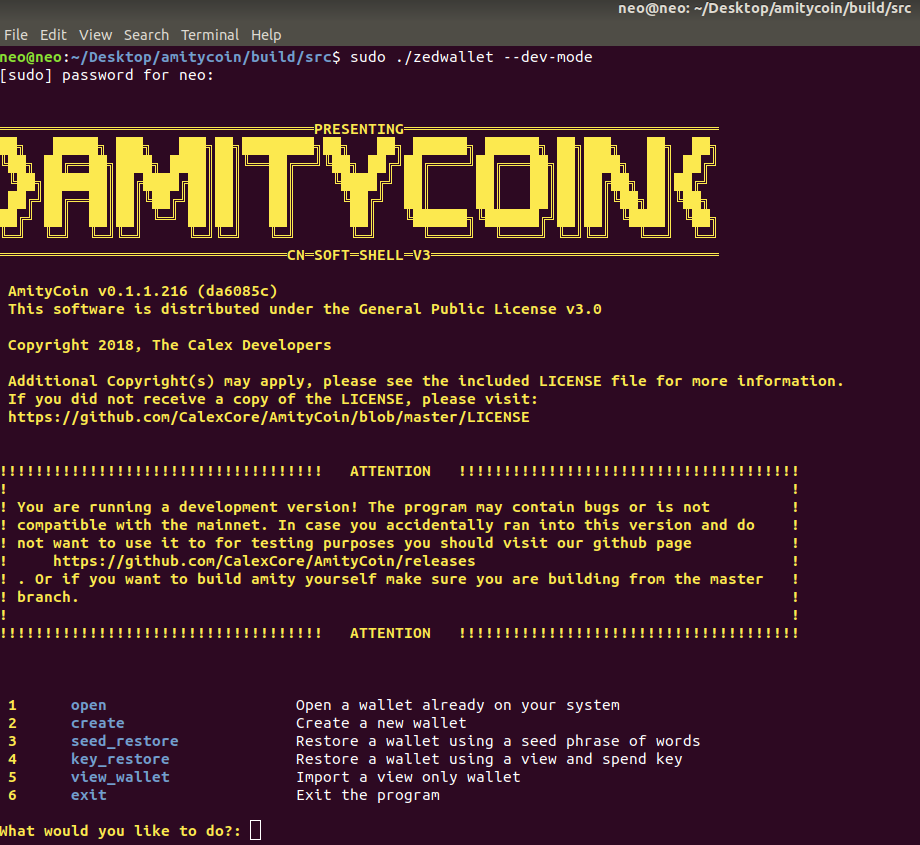 neo@neo: ~/Desktop/amitycoin/build/src
File Edit View Search Terminal Help
neo@neo:~/Desktop/amitycoin/build/src$ sudo ./zedwallet --dev-mode
[sudo] password for neo:
PRESENTING
AMITYCOIN
CN═SOFT═SHELL═V3
AmityCoin v0.1.1.216 (da6085c)
This software is distributed under the General Public License v3.0
Copyright 2018, The Calex Developers
Additional Copyright(s) may apply, please see the included LICENSE file for more information.
If you did not receive a copy of the LICENSE, please visit:
https://github.com/CalexCore/AmityCoin/blob/master/LICENSE
!!!!!!!!!!!!!!!!!!!!!!!!!!!!!!!!!!!! ATTENTION !!!!!!!!!!!!!!!!!!!!!!!!!!!!!!!!!!!!!!
! !
! You are running a development version! The program may contain bugs or is not !
! compatible with the mainnet. In case you accidentally ran into this version and do !
! not want to use it to for testing purposes you should visit our github page !
! https://github.com/CalexCore/AmityCoin/releases !
! . Or if you want to build amity yourself make sure you are building from the master !
! branch. !
! !
!!!!!!!!!!!!!!!!!!!!!!!!!!!!!!!!!!!! ATTENTION !!!!!!!!!!!!!!!!!!!!!!!!!!!!!!!!!!!!!!
1 open Open a wallet already on your system
2 create Create a new wallet
3 seed_restore Restore a wallet using a seed phrase of words
4 key_restore Restore a wallet using a view and spend key
5 view_wallet Import a view only wallet
6 exit Exit the program
What would you like to do?: